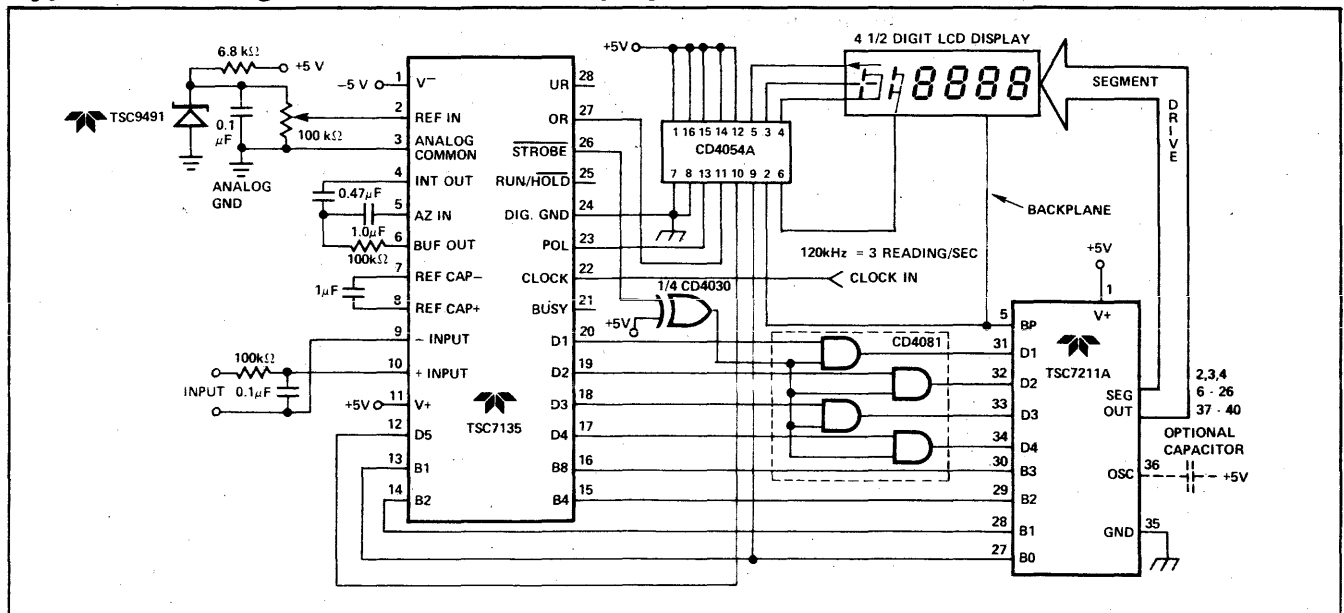 6.8 kΩ
+5 V
TSC9491
0.1 μF
100 kΩ
ANALOG GND
0.47μF
1.0μF
100kΩ
1μF
100kΩ
INPUT
0.1μF
-5 V
+5V
1 V⁻
2 REF IN
3 ANALOG COMMON
4 INT OUT
5 AZ IN
6 BUF OUT
7 REF CAP-
8 REF CAP+
9 ~ INPUT
10 + INPUT
11 V+
12 D5
13 B1
14 B2
TSC7135
UR 28
OR 27
STROBE 26
RUN/HOLD 25
DIG. GND 24
POL 23
CLOCK 22
BUSY 21
D1 20
D2 19
D3 18
D4 17
B8 16
B4 15
+5V
1 16 15 14 12 5 3 4
CD4054A
7 8 13 11 10 9 2 6
4 1/2 DIGIT LCD DISPLAY
8888
SEGMENT
DRIVE
BACKPLANE
120kHz = 3 READING/SEC
CLOCK IN
1/4 CD4030
+5V
CD4081
+5V
1
V+
5 BP
31 D1
32 D2
33 D3
34 D4
30 B3
29 B2
28 B1
27 B0
TSC7211A
SEG OUT
2,3,4
6 - 26
37 - 40
OPTIONAL CAPACITOR
OSC 36
+5V
GND 35